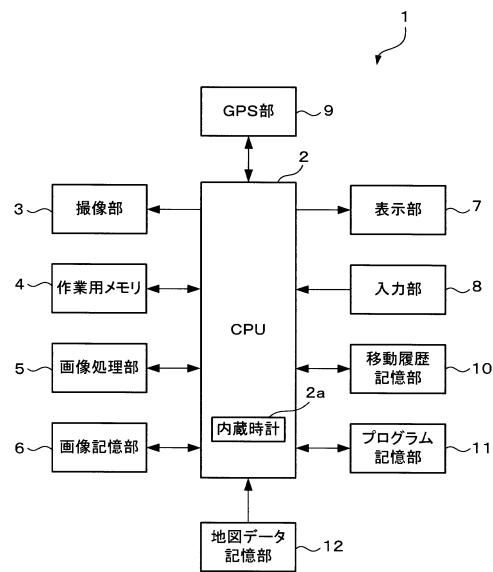 1
GPS部
9
2
3
撮像部
表示部
7
4
作業用メモリ
入力部
8
CPU
5
画像処理部
移動履歴
記憶部
10
2a
内蔵時計
6
画像記憶部
プログラム
記憶部
11
地図データ
記憶部
12